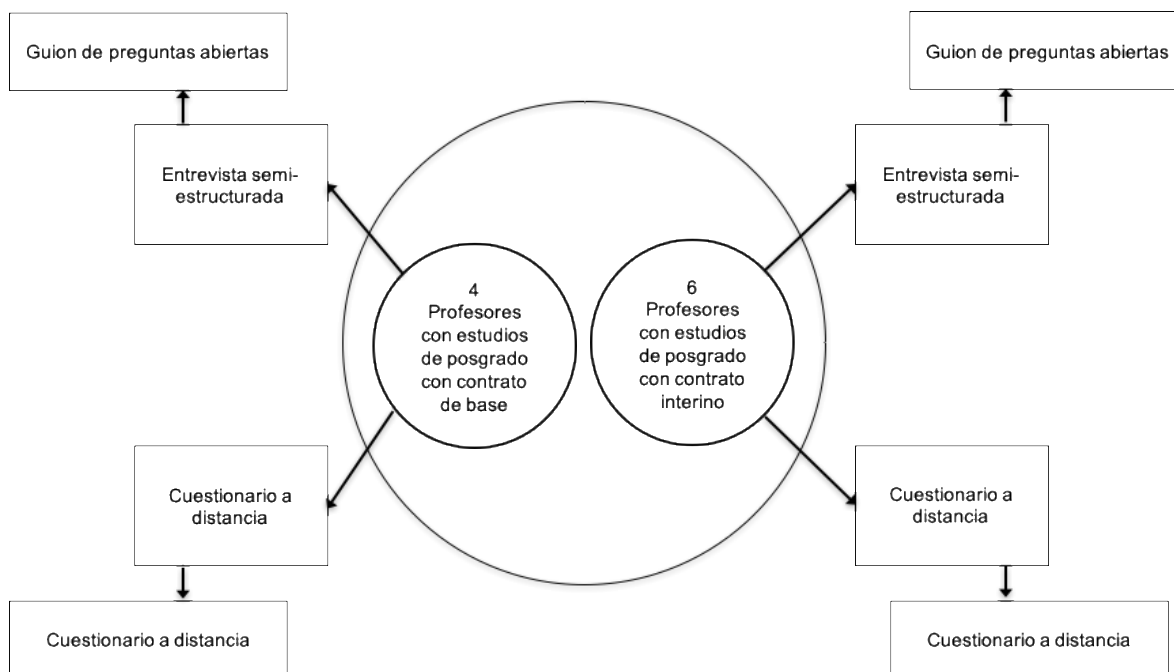 Guion de preguntas abiertas
Guion de preguntas abiertas
Entrevista semi-
estructurada
Entrevista semi-
estructurada
4
Profesores
con estudios
de posgrado
con contrato
de base
6
Profesores
con estudios
de posgrado
con contrato
interino
Cuestionario a
distancia
Cuestionario a
distancia
Cuestionario a distancia
Cuestionario a distancia